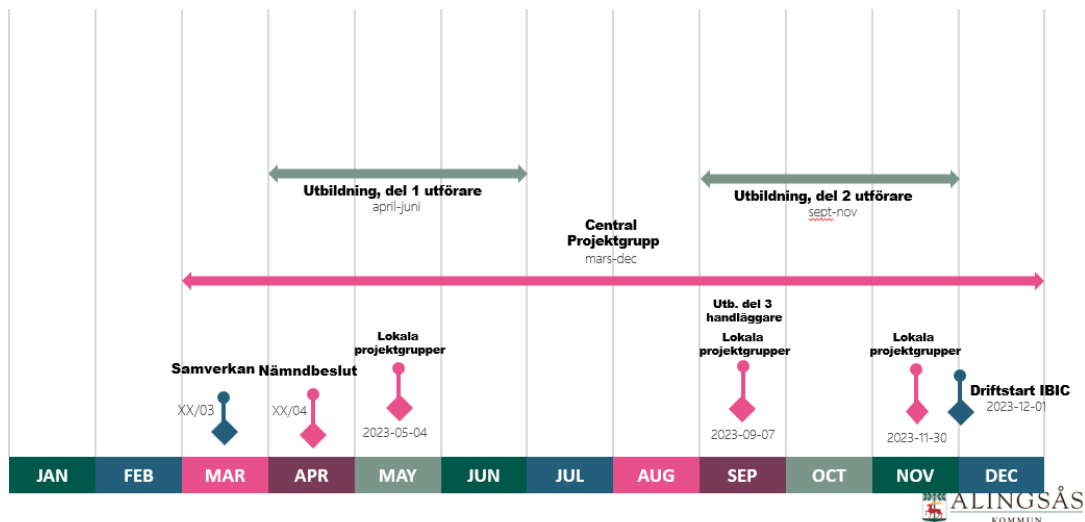 Utbildning, del 1 utförare
april-juni
Utbildning, del 2 utförare
sept-nov
Central
Projektgrupp
mars-dec
Utb. del 3
handläggare
Lokala
projektgrupper
Lokala
projektgrupper
Lokala
projektgrupper
Samverkan
Nämndbeslut
Driftstart IBIC
2023-12-01
XX/03
XX/04
2023-05-04
2023-09-07
2023-11-30
JAN FEB MAR APR MAY JUN JUL AUG SEP OCT NOV DEC
ALINGSÅS
KOMMUN